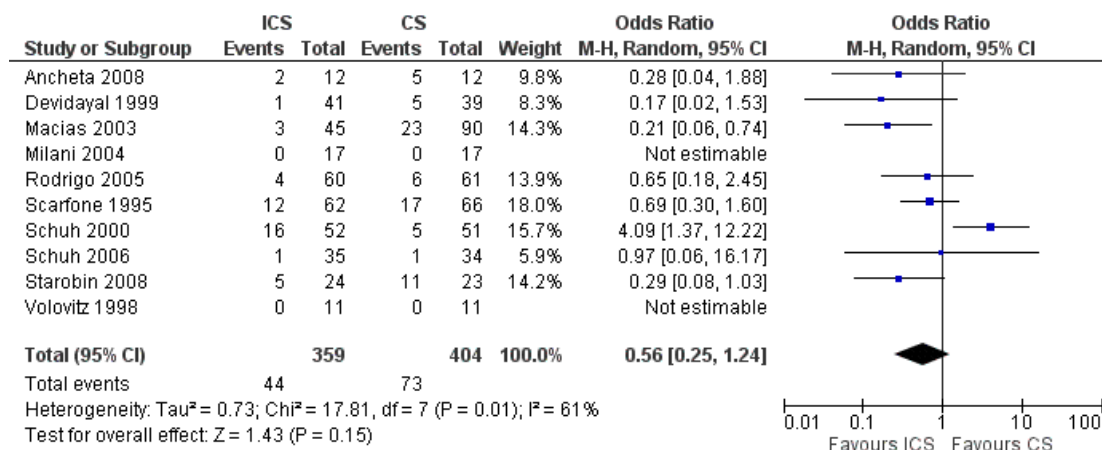 ICS CS Odds Ratio Odds Ratio
Study or Subgroup Events Total Events Total Weight M-H, Random, 95% CI M-H, Random, 95% CI
Ancheta 2008 2 12 5 12 9.8% 0.28 [0.04, 1.88]
Devidayal 1999 1 41 5 39 8.3% 0.17 [0.02, 1.53]
Macias 2003 3 45 23 90 14.3% 0.21 [0.06, 0.74]
Milani 2004 0 17 0 17 Not estimable
Rodrigo 2005 4 60 6 61 13.9% 0.65 [0.18, 2.45]
Scarfone 1995 12 62 17 66 18.0% 0.69 [0.30, 1.60]
Schuh 2000 16 52 5 51 15.7% 4.09 [1.37, 12.22]
Schuh 2006 1 35 1 34 5.9% 0.97 [0.06, 16.17]
Starobin 2008 5 24 11 23 14.2% 0.29 [0.08, 1.03]
Volovitz 1998 0 11 0 11 Not estimable
Total (95% CI) 359 404 100.0% 0.56 [0.25, 1.24]
Total events 44 73
Heterogeneity: Tau² = 0.73; Chi² = 17.81, df = 7 (P = 0.01); I² = 61%
Test for overall effect: Z = 1.43 (P = 0.15)
0.01 0.1 1 10 100
Favours ICS Favours CS